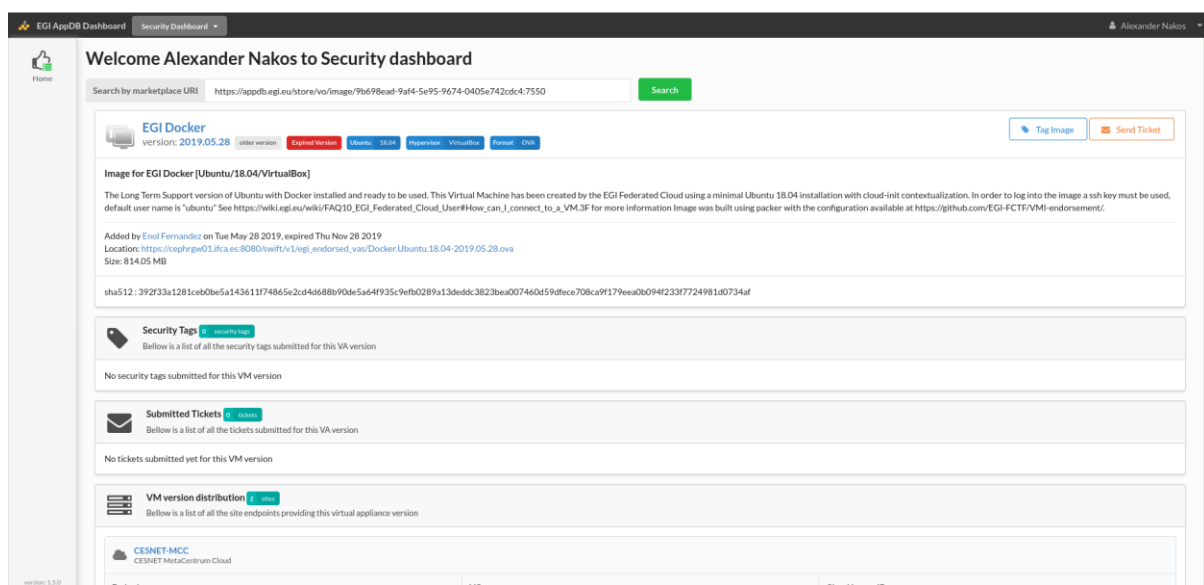 EGI AppDB Dashboard Security Dashboard Alexander Nakos
Home
Welcome Alexander Nakos to Security dashboard
Search by marketplace URI https://appdb.egi.eu/store/vo/image/9b698ead-9af4-5e95-9674-0405e742cdc4:7550 Search
EGI Docker
version: 2019.05.28 older version Expired Version Ubuntu 18.04 Hypervisor VirtualBox Format OVA
Tag Image Send Ticket
Image for EGI Docker [Ubuntu/18.04/VirtualBox]
The Long Term Support version of Ubuntu with Docker installed and ready to be used. This Virtual Machine has been created by the EGI Federated Cloud using a minimal Ubuntu 18.04 installation with cloud-init contextualization. In order to log into the image a ssh key must be used,
default user name is "ubuntu" See https://wiki.egi.eu/wiki/FAQ10_EGI_Federated_Cloud_User#How_can_I_connect_to_a_VM.3F for more information Image was built using packer with the configuration available at https://github.com/EGI-FCTF/VMI-endorsement/.
Added by Enol Fernandez on Tue May 28 2019, expired Thu Nov 28 2019
Location: https://cephrgw01.ifca.es:8080/swift/v1/egi_endorsed_vas/Docker.Ubuntu.18.04-2019.05.28.ova
Size: 814.05 MB
sha512 : 392f33a1281ceb0be5a143611f74865e2cd4d688b90de5a64f935c9efb0289a13deddc3823bea007460d59dfece708ca9f179eea0b094f233f7724981d0734af
Security Tags 0 security tags
Bellow is a list of all the security tags submitted for this VA version
No security tags submitted for this VM version
Submitted Tickets 0 tickets
Bellow is a list of all the tickets submitted for this VA version
No tickets submitted yet for this VM version
VM version distribution 2 sites
Bellow is a list of all the site endpoints providing this virtual appliance version
CESNET-MCC
CESNET MetaCentrum Cloud
version 1.3.0